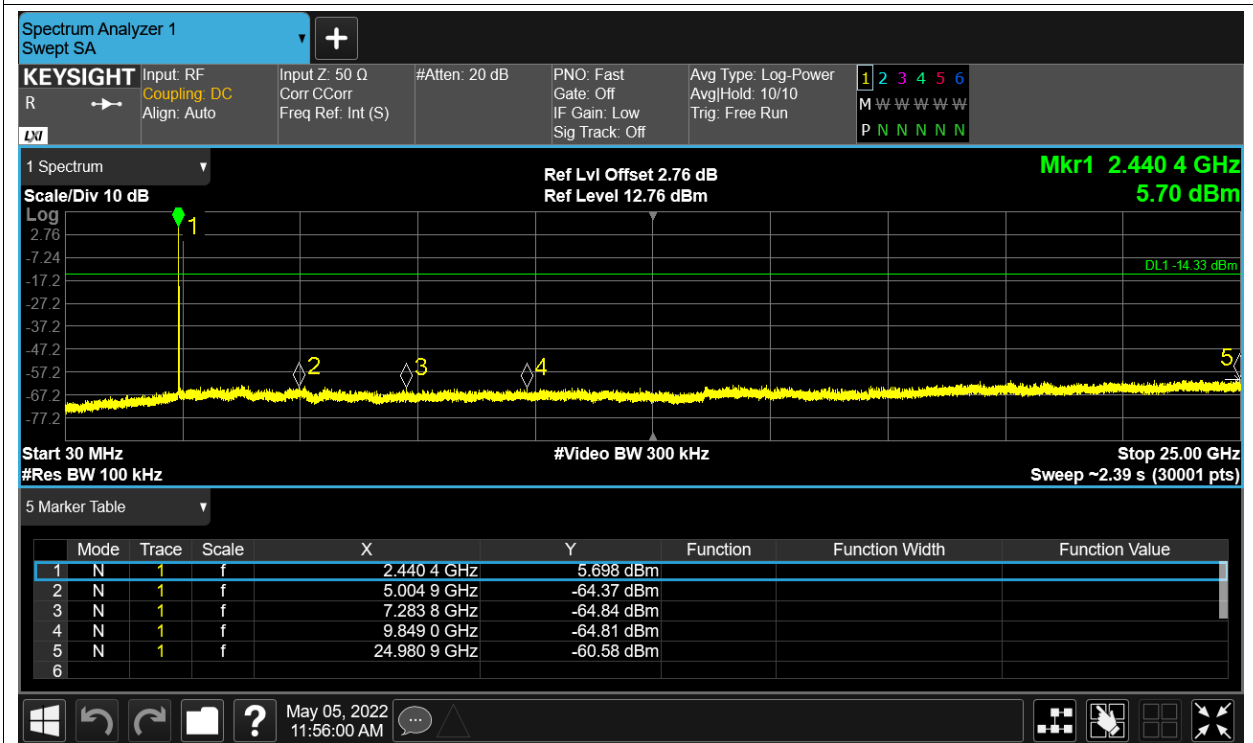 Spectrum Analyzer 1
Swept SA
+
KEYSIGHT Input: RF Input Z: 50 Ω #Atten: 20 dB PNO: Fast Avg Type: Log-Power 1 2 3 4 5 6
R Coupling: DC Corr CCorr Gate: Off Avg|Hold: 10/10 M W W W W W
Align: Auto Freq Ref: Int (S) IF Gain: Low Trig: Free Run
LXI Sig Track: Off P N N N N N
1 Spectrum Ref Lvl Offset 2.76 dB Mkr1 2.440 4 GHz
Scale/Div 10 dB Ref Level 12.76 dBm 5.70 dBm
Log
1
2.76
-7.24
DL1 -14.33 dBm
-17.2
-27.2
-37.2
-47.2
2 3 4 5
-57.2
-67.2
-77.2
Start 30 MHz #Video BW 300 kHz Stop 25.00 GHz
#Res BW 100 kHz Sweep ~2.39 s (30001 pts)
5 Marker Table
Mode Trace Scale X Y Function Function Width Function Value
1 N 1 f 2.440 4 GHz 5.698 dBm
2 N 1 f 5.004 9 GHz -64.37 dBm
3 N 1 f 7.283 8 GHz -64.84 dBm
4 N 1 f 9.849 0 GHz -64.81 dBm
5 N 1 f 24.980 9 GHz -60.58 dBm
6
? May 05, 2022
11:56:00 AM